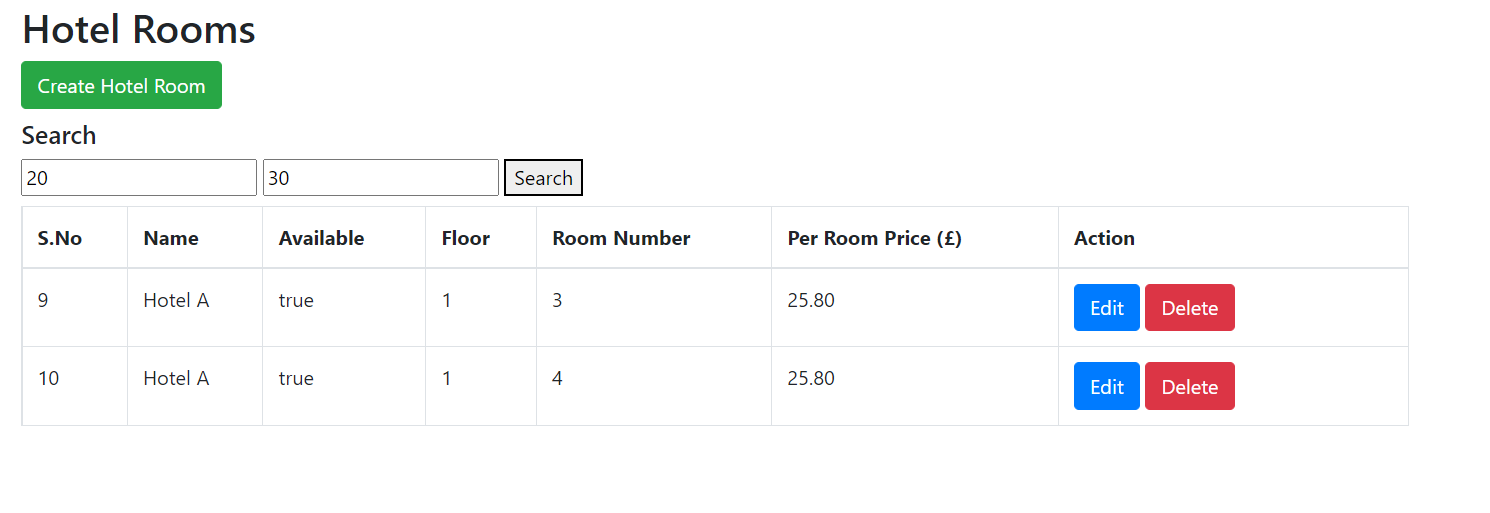 Hotel Rooms
Create Hotel Room
Search
20 30 Search
S.No Name Available Floor Room Number Per Room Price (£) Action
9 Hotel A true 1 3 25.80 Edit Delete
10 Hotel A true 1 4 25.80 Edit Delete